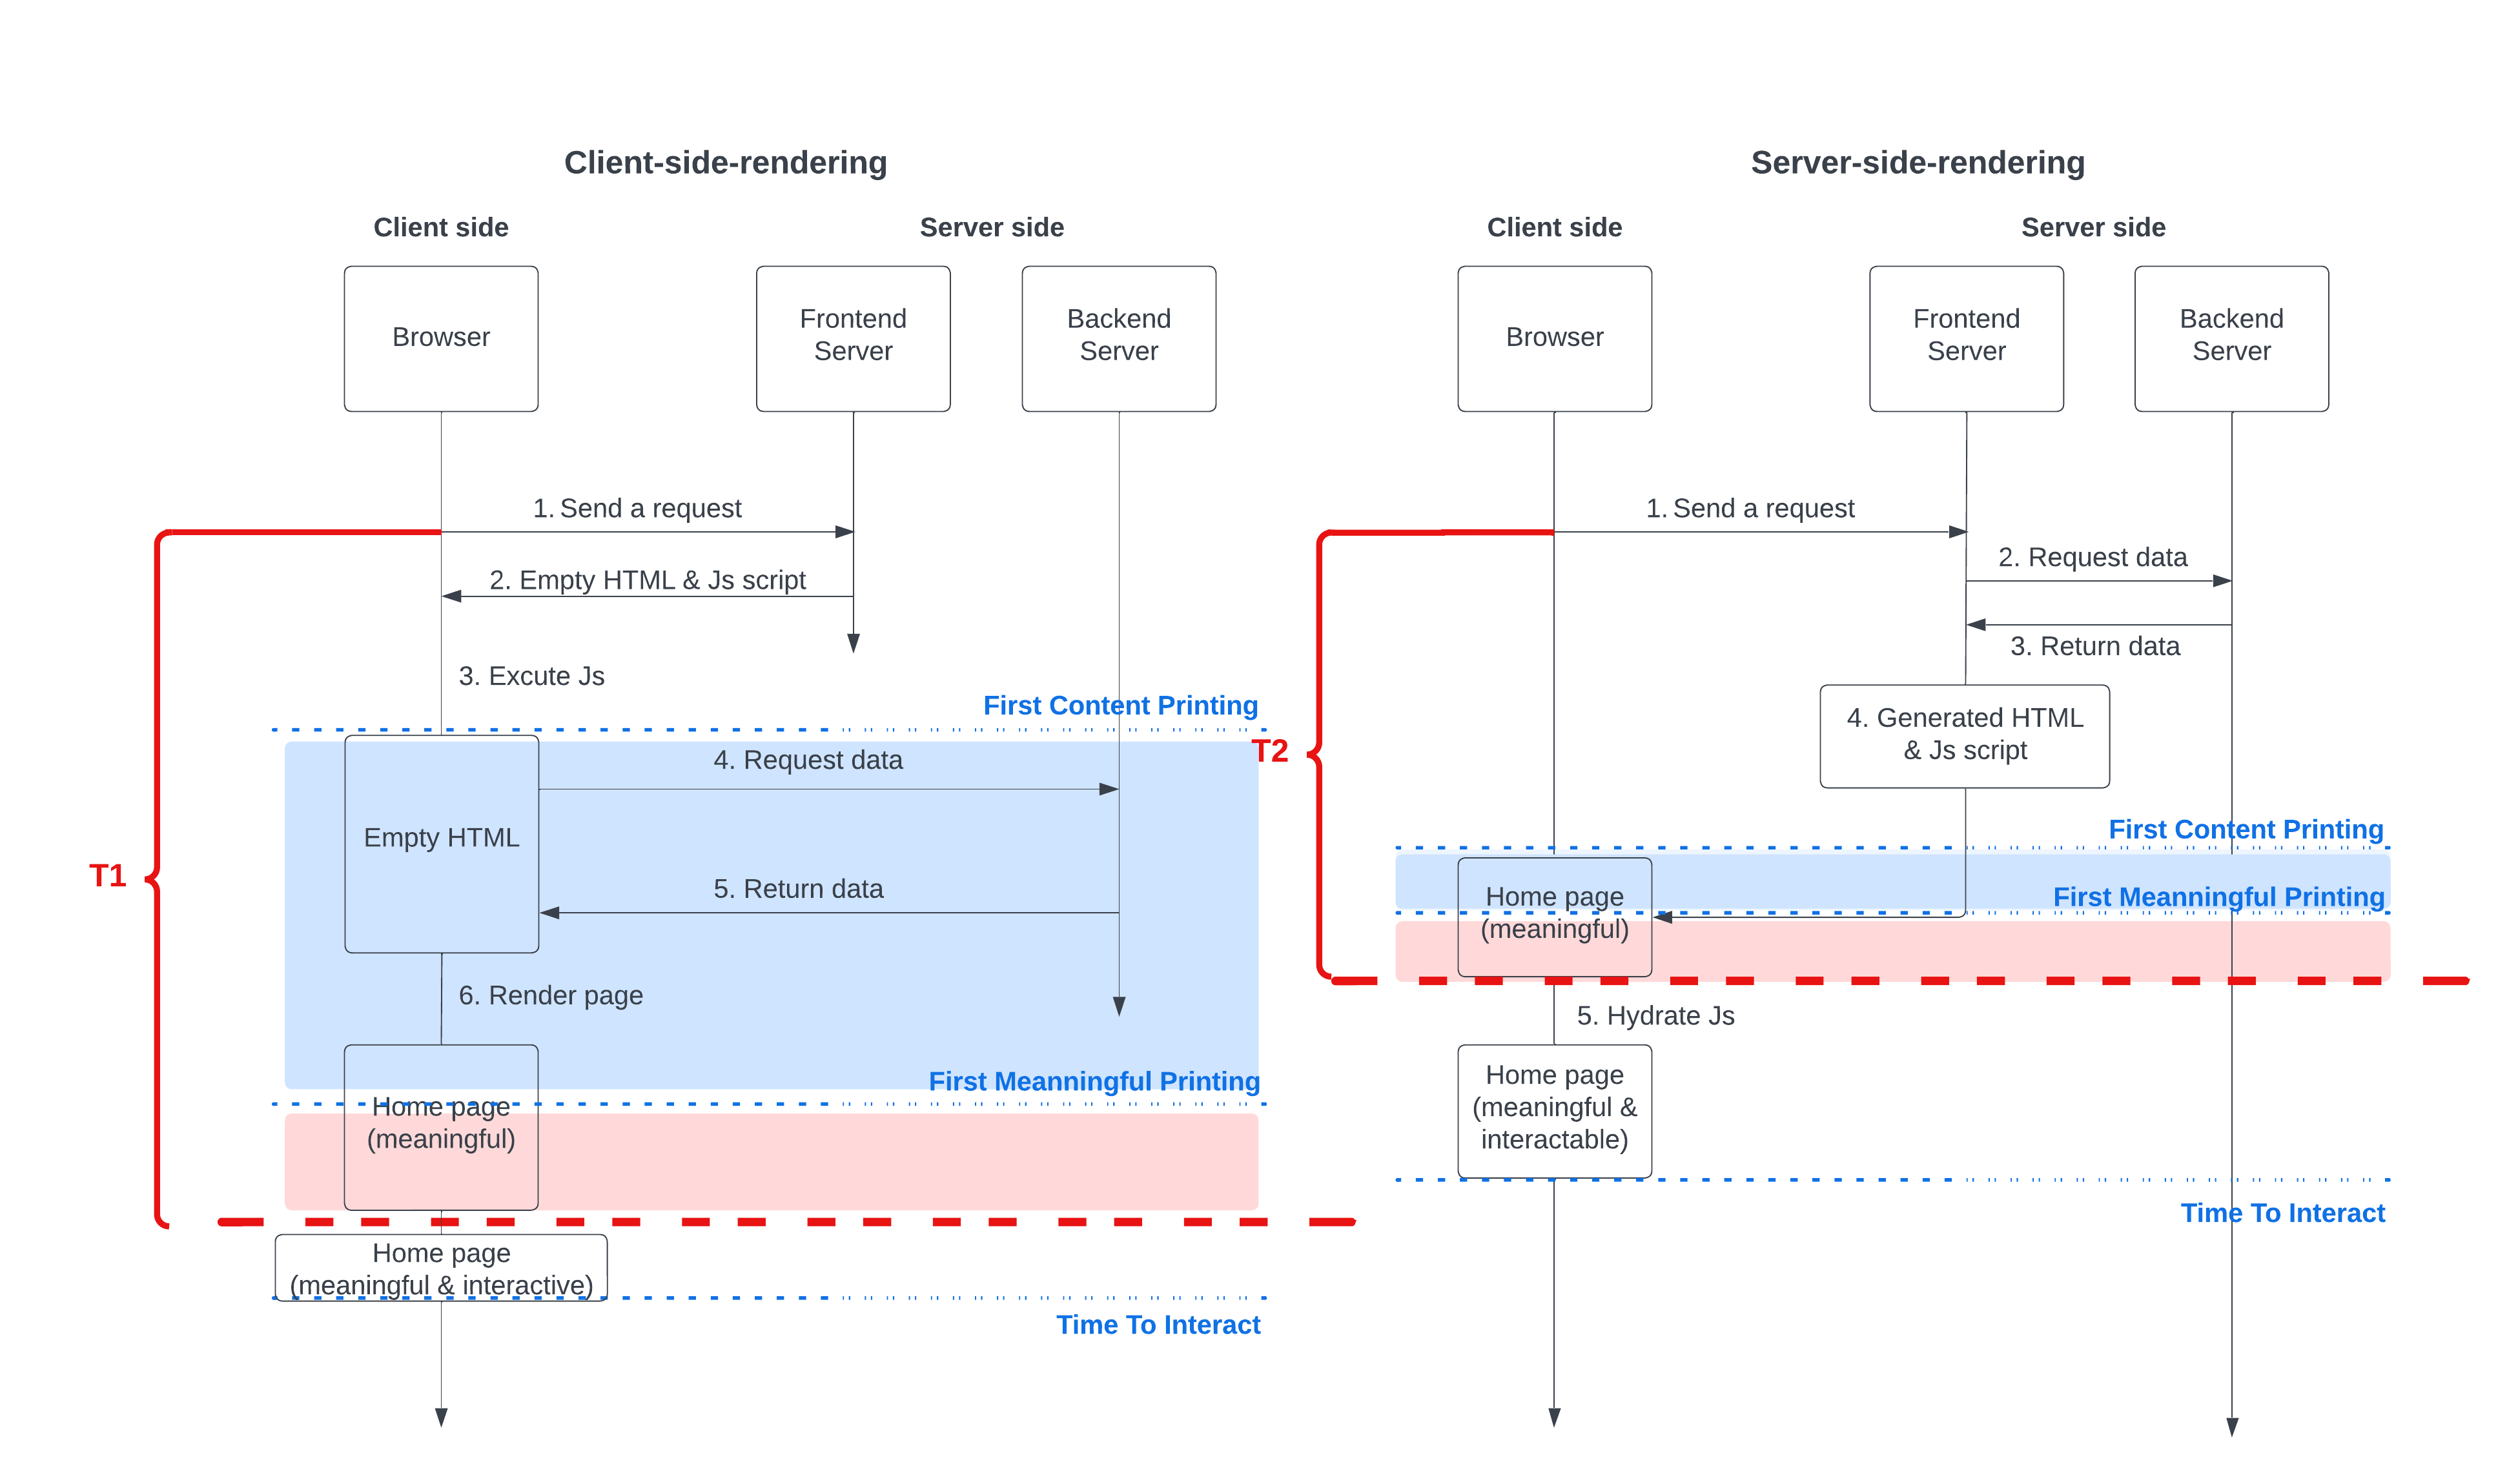 Client-side-rendering
Client side
Server side
Browser
Frontend
Server
Backend
Server
1. Send a request
2. Empty HTML & Js script
3. Excute Js
First Content Printing
4. Request data
Empty HTML
T1
5. Return data
6. Render page
First Meanningful Printing
Home page
(meaningful)
Home page
(meaningful & interactive)
Time To Interact
Server-side-rendering
Client side
Server side
Browser
Frontend
Server
Backend
Server
1. Send a request
2. Request data
3. Return data
4. Generated HTML
& Js script
T2
First Content Printing
Home page
(meaningful)
First Meanningful Printing
5. Hydrate Js
Home page
(meaningful &
interactable)
Time To Interact